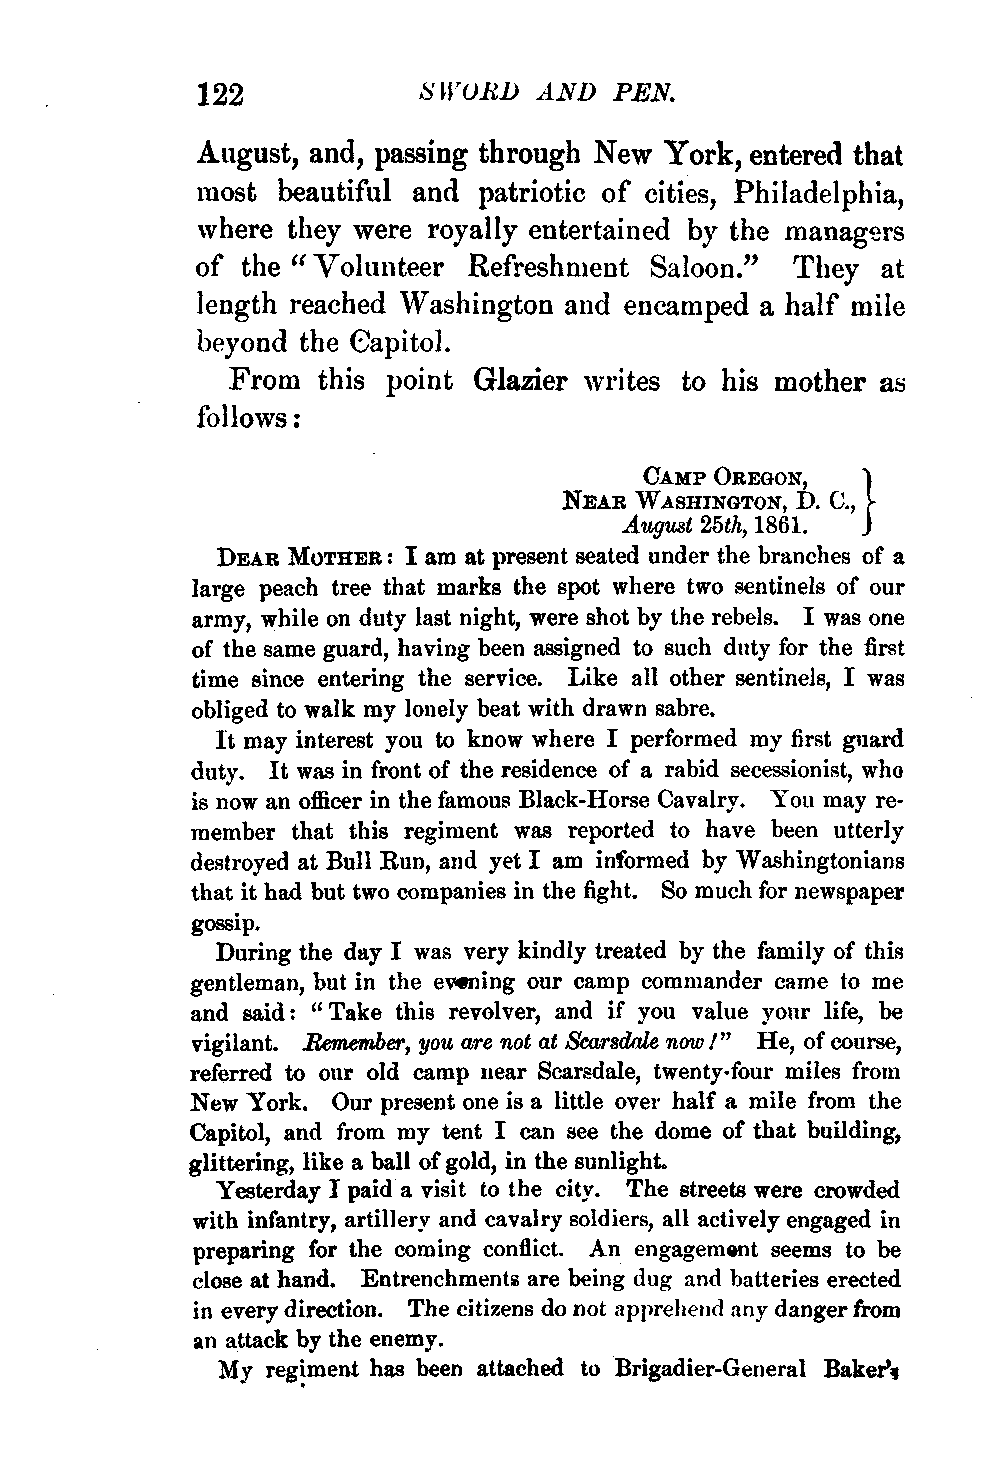 122 SWORD AND PEN.
August, and, passing through New York, entered that
most beautiful and patriotic of cities, Philadelphia,
where they were royally entertained by the managers
of the “Volunteer Refreshment Saloon.” They at
length reached Washington and encamped a half mile
beyond the Capitol.
From this point Glazier writes to his mother as
follows:
CAMP OREGON,
NEAR WASHINGTON, D. C.,
August 25th, 1861.
DEAR MOTHER: I am at present seated under the branches of a
large peach tree that marks the spot where two sentinels of our
army, while on duty last night, were shot by the rebels. I was one
of the same guard, having been assigned to such duty for the first
time since entering the service. Like all other sentinels, I was
obliged to walk my lonely beat with drawn sabre.
It may interest you to know where I performed my first guard
duty. It was in front of the residence of a rabid secessionist, who
is now an officer in the famous Black-Horse Cavalry. You may re-
member that this regiment was reported to have been utterly
destroyed at Bull Run, and yet I am informed by Washingtonians
that it had but two companies in the fight. So much for newspaper
gossip.
During the day I was very kindly treated by the family of this
gentleman, but in the evening our camp commander came to me
and said: “Take this revolver, and if you value your life, be
vigilant. Remember, you are not at Scarsdale now!” He, of course,
referred to our old camp near Scarsdale, twenty-four miles from
New York. Our present one is a little over half a mile from the
Capitol, and from my tent I can see the dome of that building,
glittering, like a ball of gold, in the sunlight.
Yesterday I paid a visit to the city. The streets were crowded
with infantry, artillery and cavalry soldiers, all actively engaged in
preparing for the coming conflict. An engagement seems to be
close at hand. Entrenchments are being dug and batteries erected
in every direction. The citizens do not apprehend any danger from
an attack by the enemy.
My regiment has been attached to Brigadier-General Baker's